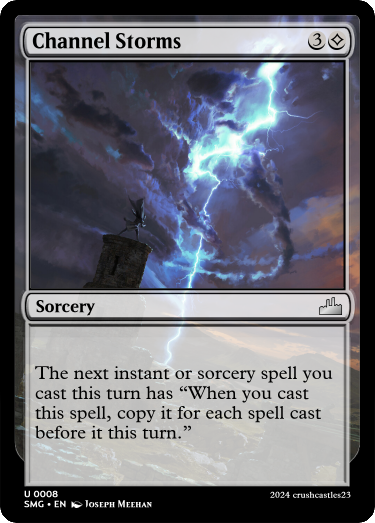 Channel Storms 3
Sorcery
The next instant or sorcery spell you
cast this turn has “When you cast
this spell, copy it for each spell cast
before it this turn.”
U 0008
SMG • EN Joseph Meehan
2024 crushcastles23